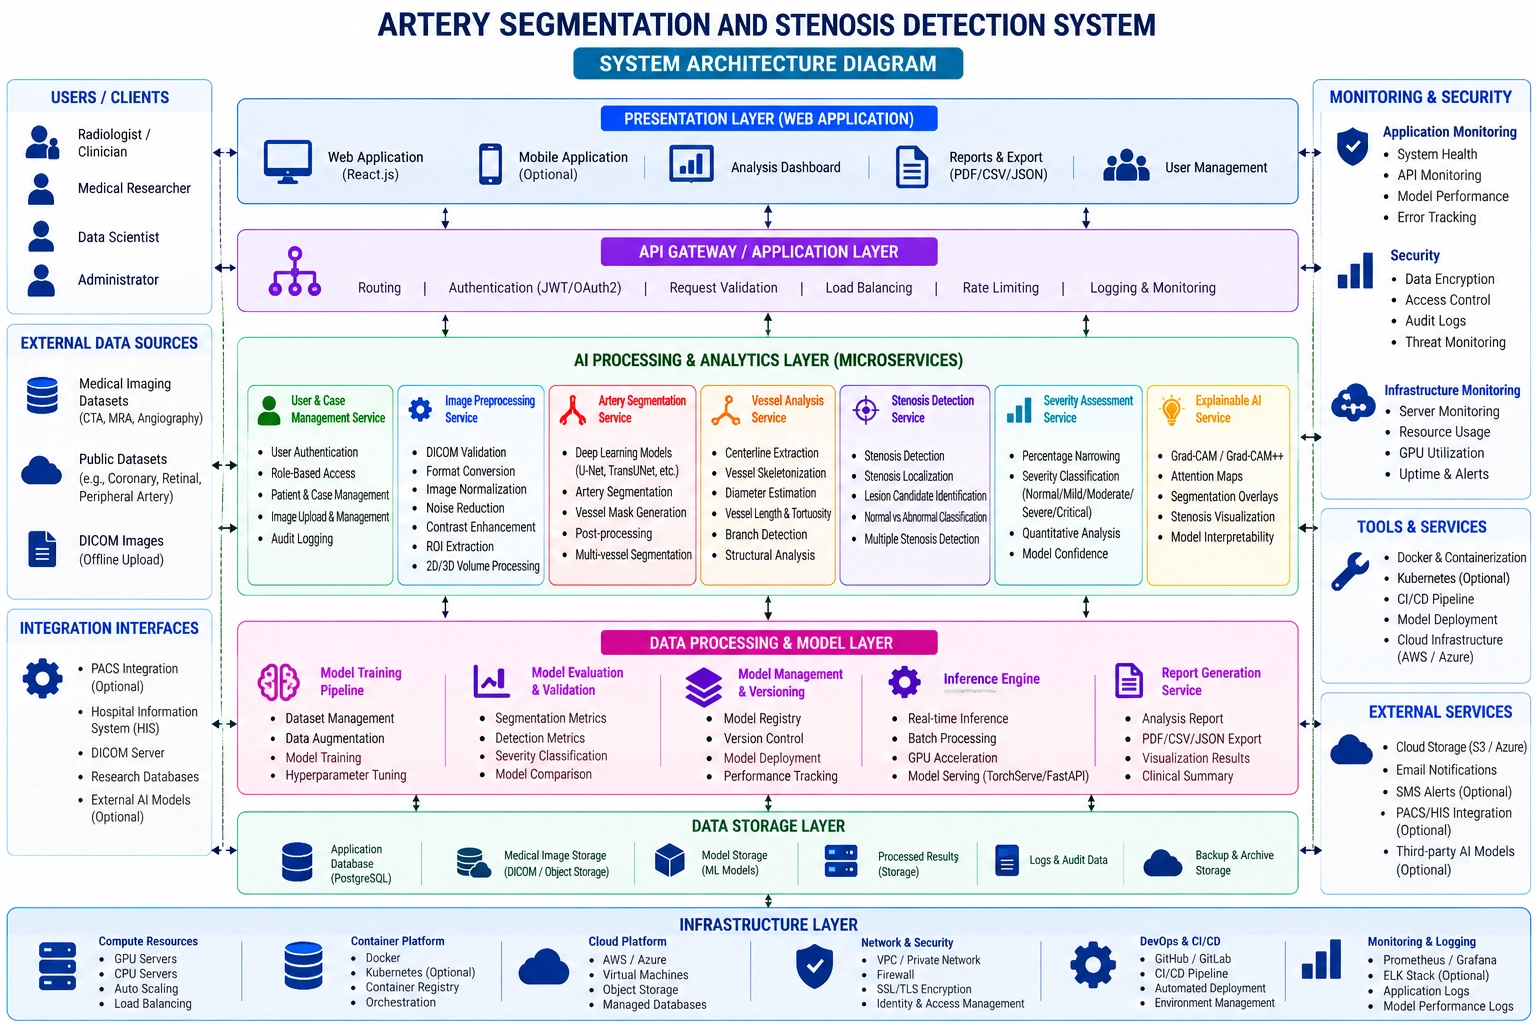 ARTERY SEGMENTATION AND STENOSIS DETECTION SYSTEM
SYSTEM ARCHITECTURE DIAGRAM
USERS / CLIENTS
Radiologist /
Clinician
Medical Researcher
Data Scientist
Administrator
EXTERNAL DATA SOURCES
Medical Imaging
Datasets
(CTA, MRA, Angiography)
Public Datasets
(e.g., Coronary, Retinal,
Peripheral Artery)
DICOM Images
(Offline Upload)
INTEGRATION INTERFACES
• PACS Integration
(Optional)
• Hospital Information
System (HIS)
• DICOM Server
• Research Databases
• External AI Models
(Optional)
PRESENTATION LAYER (WEB APPLICATION)
Web Application
(React.js)
Mobile Application
(Optional)
Analysis Dashboard
Reports & Export
(PDF/CSV/JSON)
User Management
API GATEWAY / APPLICATION LAYER
Routing | Authentication (JWT/OAuth2) | Request Validation | Load Balancing | Rate Limiting | Logging & Monitoring
AI PROCESSING & ANALYTICS LAYER (MICROSERVICES)
User & Case
Management Service
• User Authentication
• Role-Based Access
• Patient & Case Management
• Image Upload & Management
• Audit Logging
Image Preprocessing
Service
• DICOM Validation
• Format Conversion
• Image Normalization
• Noise Reduction
• Contrast Enhancement
• ROI Extraction
• 2D/3D Volume Processing
Artery Segmentation
Service
• Deep Learning Models
(U-Net, TransUNet, etc.)
• Artery Segmentation
• Vessel Mask Generation
• Post-processing
• Multi-vessel Segmentation
Vessel Analysis
Service
• Centerline Extraction
• Vessel Skeletonization
• Diameter Estimation
• Vessel Length & Tortuosity
• Branch Detection
• Structural Analysis
Stenosis Detection
Service
• Stenosis Detection
• Stenosis Localization
• Lesion Candidate Identification
• Normal vs Abnormal Classification
• Multiple Stenosis Detection
Severity Assessment
Service
• Percentage Narrowing
• Severity Classification
(Normal/Mild/Moderate/
Severe/Critical)
• Quantitative Analysis
• Model Confidence
Explainable AI
Service
• Grad-CAM / Grad-CAM++
• Attention Maps
• Segmentation Overlays
• Stenosis Visualization
• Model Interpretability
DATA PROCESSING & MODEL LAYER
Model Training
Pipeline
• Dataset Management
• Data Augmentation
• Model Training
• Hyperparameter Tuning
Model Evaluation
& Validation
• Segmentation Metrics
• Detection Metrics
• Severity Classification
• Model Comparison
Model Management
& Versioning
• Model Registry
• Version Control
• Model Deployment
• Performance Tracking
Inference Engine
• Real-time Inference
• Batch Processing
• GPU Acceleration
• Model Serving (TorchServe/FastAPI)
Report Generation
Service
• Analysis Report
• PDF/CSV/JSON Export
• Visualization Results
• Clinical Summary
DATA STORAGE LAYER
Application
Database
(PostgreSQL)
Medical Image Storage
(DICOM / Object Storage)
Model Storage
(ML Models)
Processed Results
(Storage)
Logs & Audit Data
Backup & Archive
Storage
MONITORING & SECURITY
Application Monitoring
• System Health
• API Monitoring
• Model Performance
• Error Tracking
Security
• Data Encryption
• Access Control
• Audit Logs
• Threat Monitoring
Infrastructure Monitoring
• Server Monitoring
• Resource Usage
• GPU Utilization
• Uptime & Alerts
TOOLS & SERVICES
• Docker & Containerization
• Kubernetes (Optional)
• CI/CD Pipeline
• Model Deployment
• Cloud Infrastructure
(AWS / Azure)
EXTERNAL SERVICES
• Cloud Storage (S3 / Azure)
• Email Notifications
• SMS Alerts (Optional)
• PACS/HIS Integration
(Optional)
• Third-party AI Models
(Optional)
INFRASTRUCTURE LAYER
Compute Resources
• GPU Servers
• CPU Servers
• Auto Scaling
• Load Balancing
Container Platform
• Docker
• Kubernetes (Optional)
• Container Registry
• Orchestration
Cloud Platform
• AWS / Azure
• Virtual Machines
• Object Storage
• Managed Databases
Network & Security
• VPC / Private Network
• Firewall
• SSL/TLS Encryption
• Identity & Access Management
DevOps & CI/CD
• GitHub / GitLab
• CI/CD Pipeline
• Automated Deployment
• Environment Management
Monitoring & Logging
• Prometheus / Grafana
• ELK Stack (Optional)
• Application Logs
• Model Performance Logs